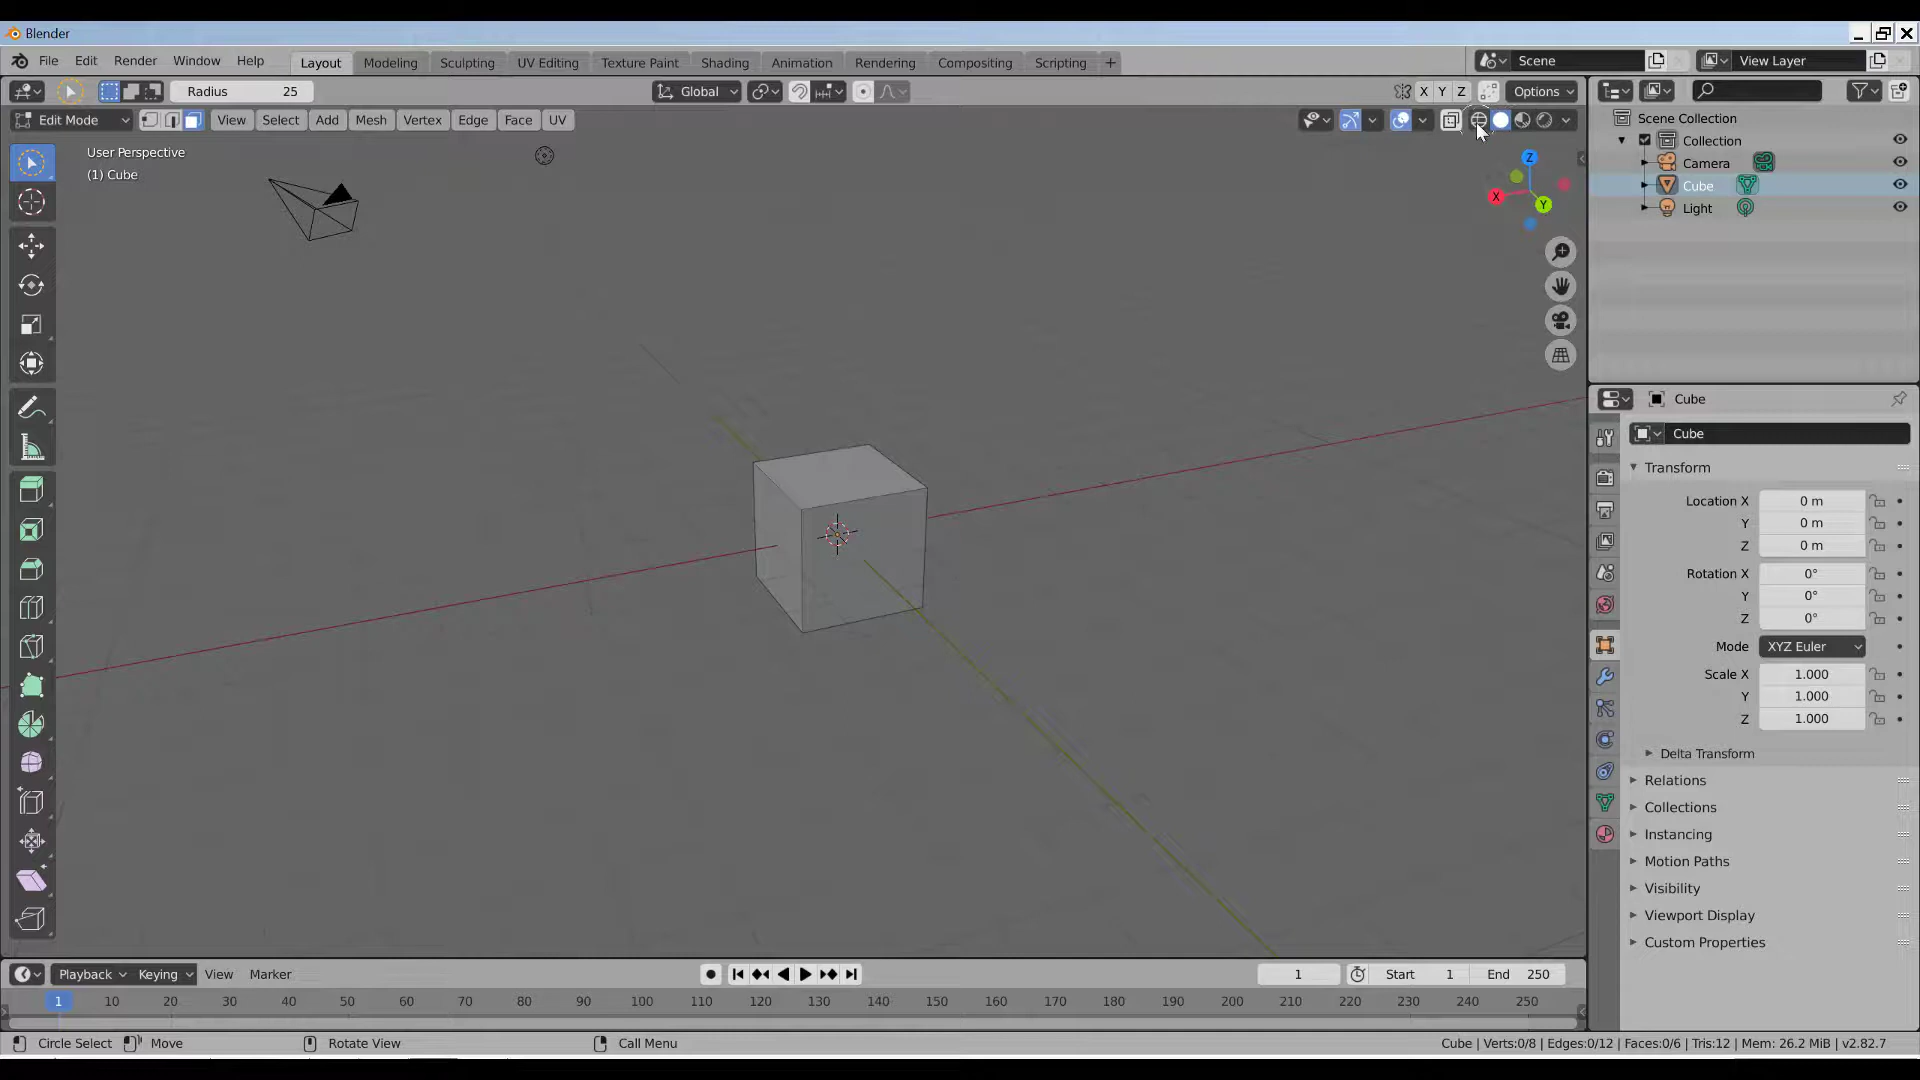 Blender
File Edit Render Window Help Layout Modeling Sculpting UV Editing Texture Paint Shading Animation Rendering Compositing Scripting + Scene View Layer
Radius 25 Global X Y Z Options
Edit Mode View Select Add Mesh Vertex Edge Face UV
User Perspective
(1) Cube
Z
X
Y
Scene Collection
Collection
Camera
Cube
Light
Cube
Cube
Transform
Location X 0 m
Y 0 m
Z 0 m
Rotation X 0°
Y 0°
Z 0°
Mode XYZ Euler
Scale X 1.000
Y 1.000
Z 1.000
Delta Transform
Relations
Collections
Instancing
Motion Paths
Visibility
Viewport Display
Custom Properties
Playback Keying View Marker 1 Start 1 End 250
1 10 20 30 40 50 60 70 80 90 100 110 120 130 140 150 160 170 180 190 200 210 220 230 240 250
Circle Select Move Rotate View Call Menu Cube | Verts:0/8 | Edges:0/12 | Faces:0/6 | Tris:12 | Mem: 26.2 MiB | v2.82.7